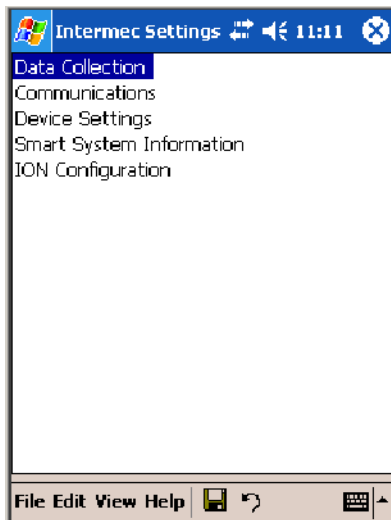 Intermec Settings 11:11
Data Collection
Communications
Device Settings
Smart System Information
ION Configuration
File Edit View Help